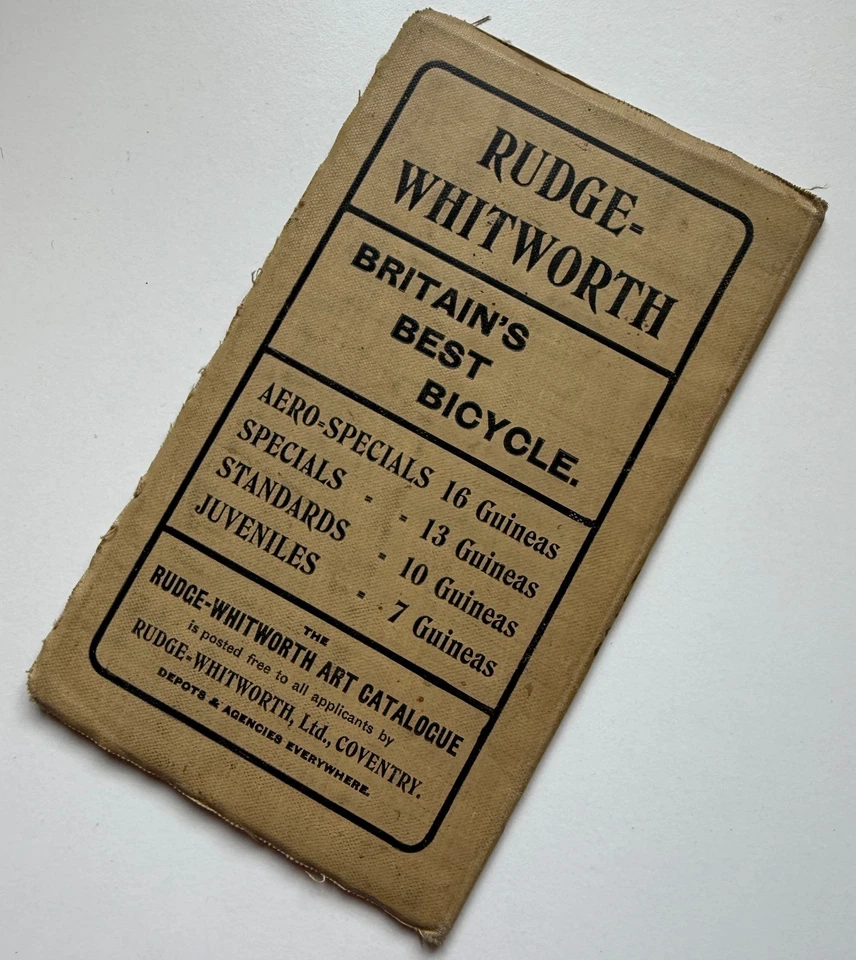 RUDGE-
WHITWORTH
BRITAIN'S
BEST
BICYCLE.
AERO-SPECIALS 16 Guineas
SPECIALS - - 13 Guineas
STANDARDS - 10 Guineas
JUVENILES - 7 Guineas
THE
RUDGE-WHITWORTH ART CATALOGUE
is posted free to all applicants by
RUDGE-WHITWORTH, Ltd., COVENTRY.
DEPOTS & AGENCIES EVERYWHERE.